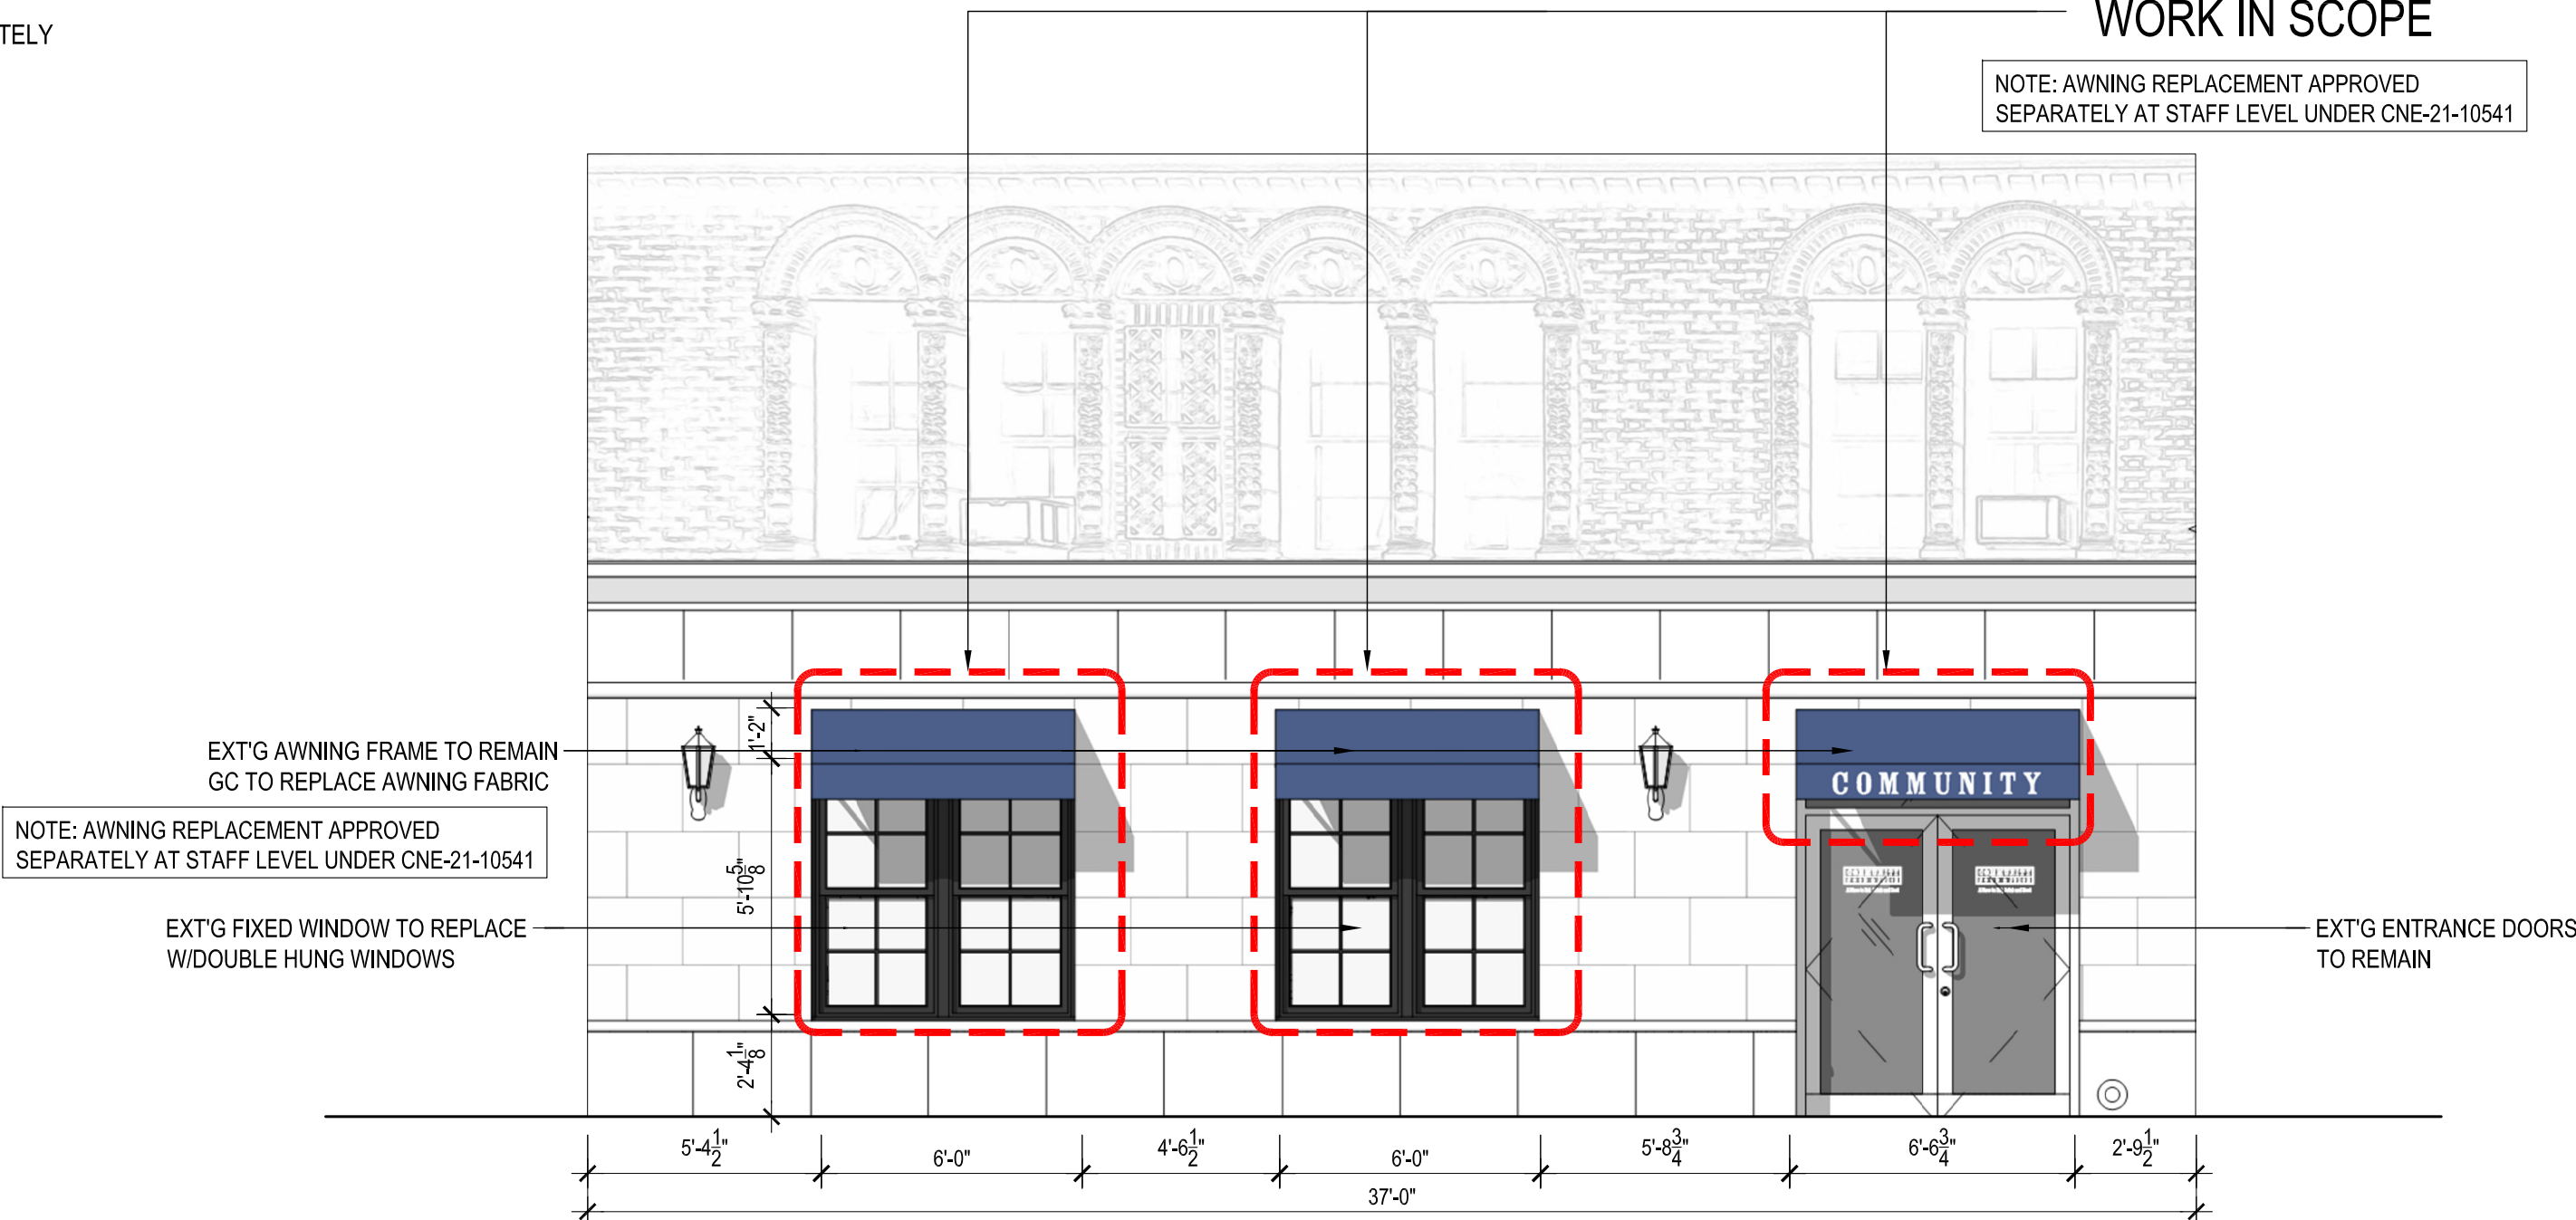 TELY
WORK IN SCOPE
NOTE: AWNING REPLACEMENT APPROVED
SEPARATELY AT STAFF LEVEL UNDER CNE-21-10541
EXT'G AWNING FRAME TO REMAIN
GC TO REPLACE AWNING FABRIC
NOTE: AWNING REPLACEMENT APPROVED
SEPARATELY AT STAFF LEVEL UNDER CNE-21-10541
EXT'G FIXED WINDOW TO REPLACE
W/DOUBLE HUNG WINDOWS
1'-2"
5'-10 5/8"
2'-4 1/8"
COMMUNITY
EXT'G ENTRANCE DOORS
TO REMAIN
5'-4 1/2"
6'-0"
4'-6 1/2"
6'-0"
5'-8 3/4"
6'-6 3/4"
2'-9 1/2"
37'-0"